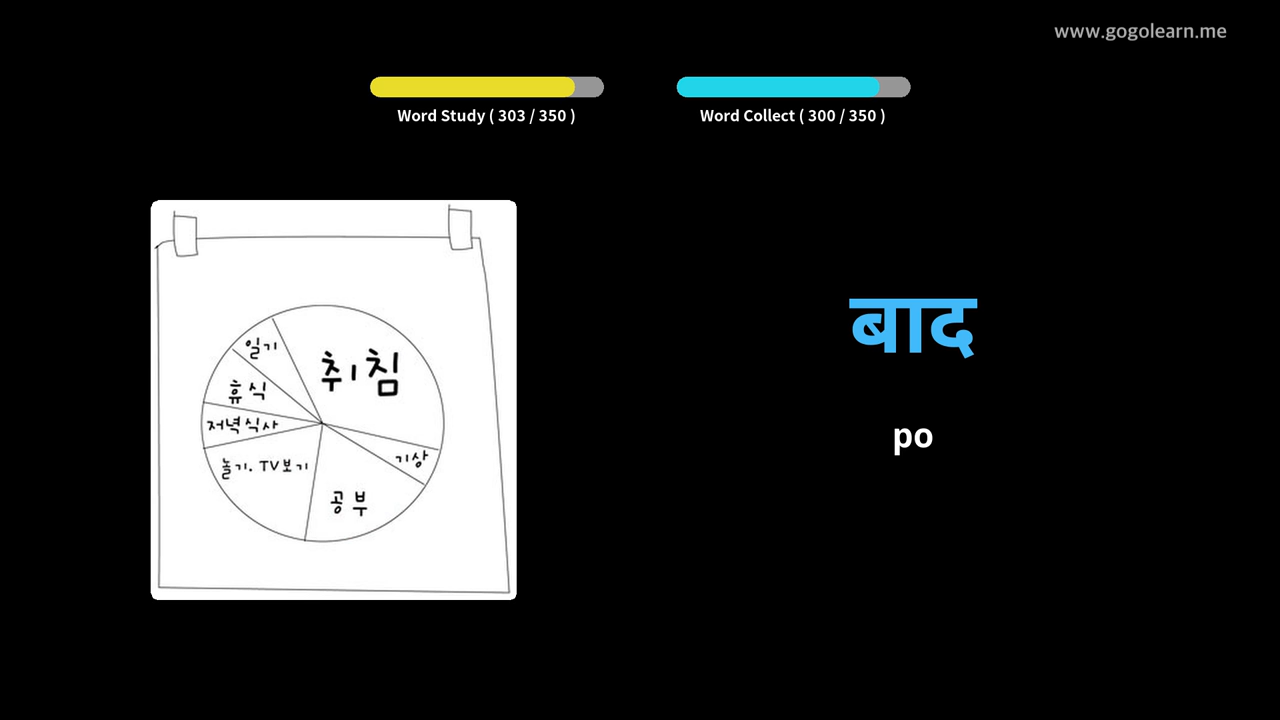 www.gogolearn.me
Word Study ( 303 / 350 )
Word Collect ( 300 / 350 )
일기
취침
휴식
저녁식사
기상
놀기. TV보기
공부
बाद
po